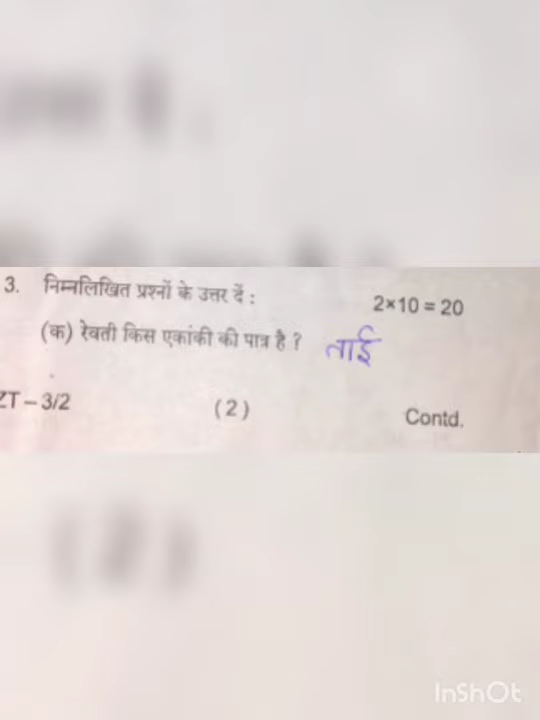 3. निम्नलिखित प्रश्नों के उत्तर दें :
2×10 = 20
(क) रेवती किस एकांकी की पात्र है ? ताई
ZT – 3/2 (2) Contd.
InShOt